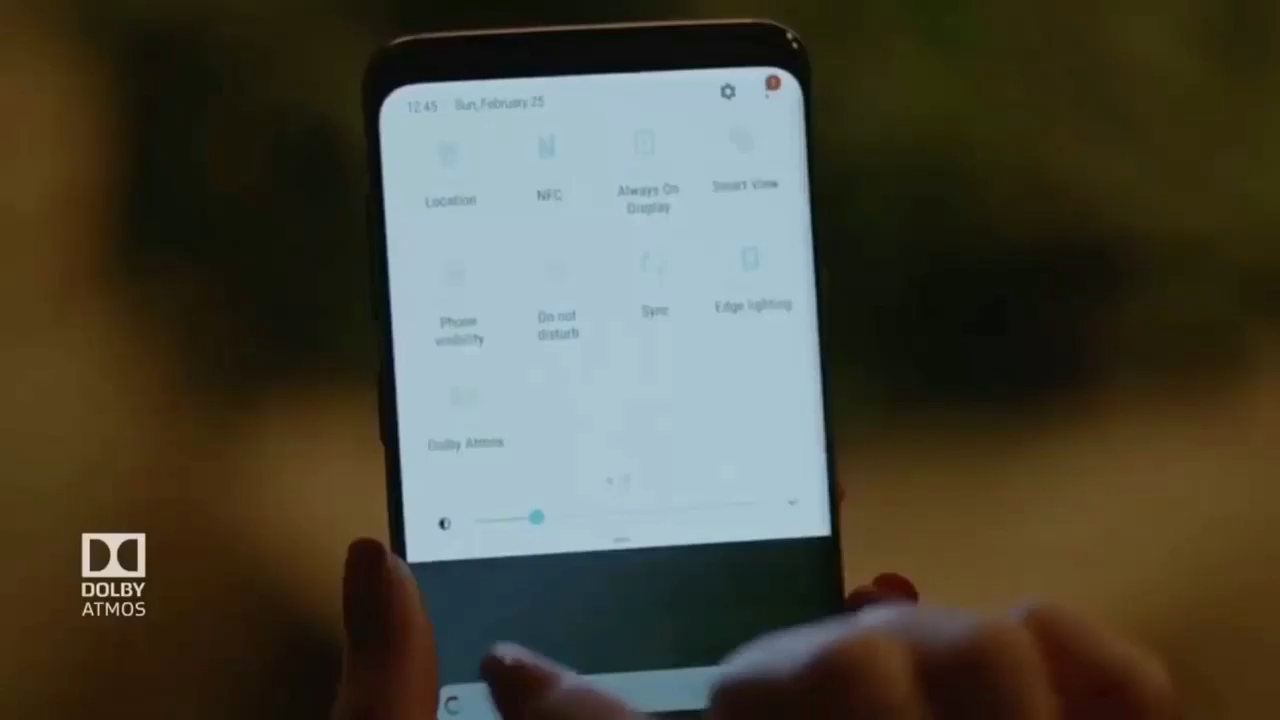 12:45 Sun, February 25
Location
NFC
Always On
Display
Smart View
Phone
visibility
Do not
disturb
Sync
Edge lighting
Dolby Atmos
DOLBY
ATMOS